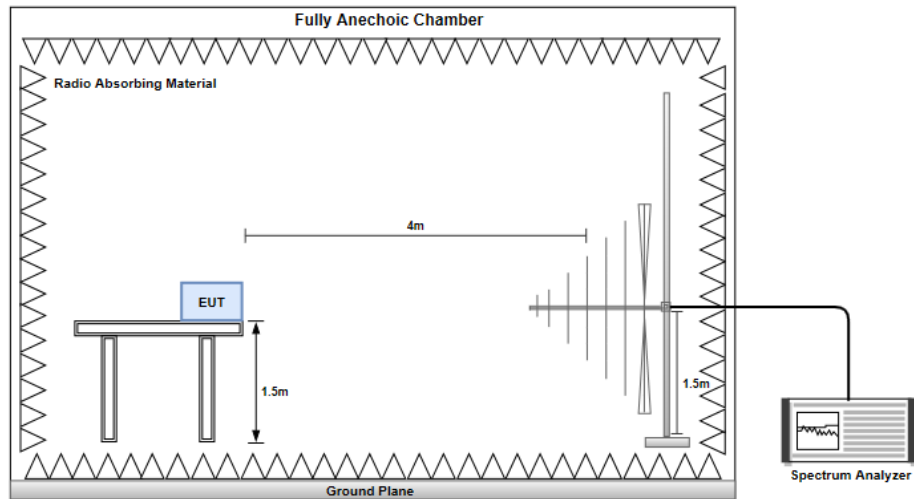 Fully Anechoic Chamber
Radio Absorbing Material
4m
EUT
1.5m
1.5m
Spectrum Analyzer
Ground Plane